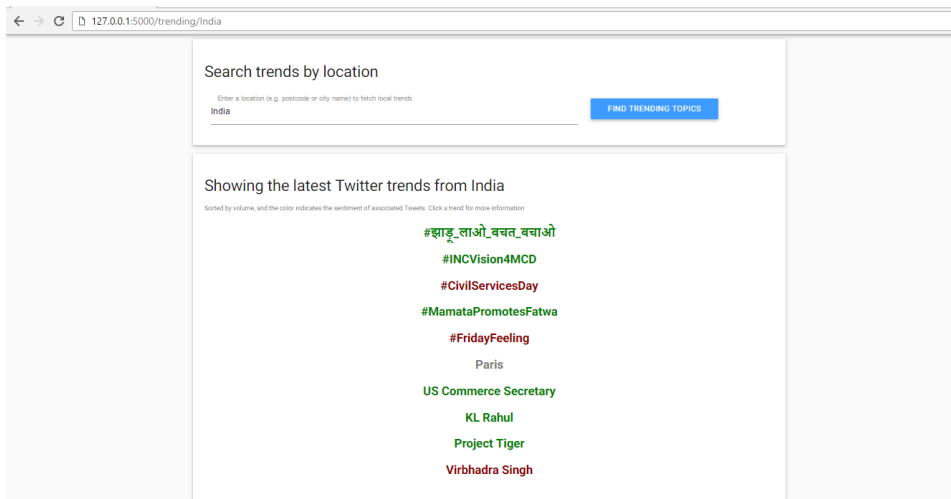 127.0.0.1:5000/trending/India
Search trends by location
Enter a location (e.g. postcode or city name) to fetch local trends
India
FIND TRENDING TOPICS
Showing the latest Twitter trends from India
Sorted by volume, and the color indicates the sentiment of associated Tweets. Click a trend for more information
#झाड़ू_लाओ_बचत_बचाओ
#INCVision4MCD
#CivilServicesDay
#MamataPromotesFatwa
#FridayFeeling
Paris
US Commerce Secretary
KL Rahul
Project Tiger
Virbhadra Singh